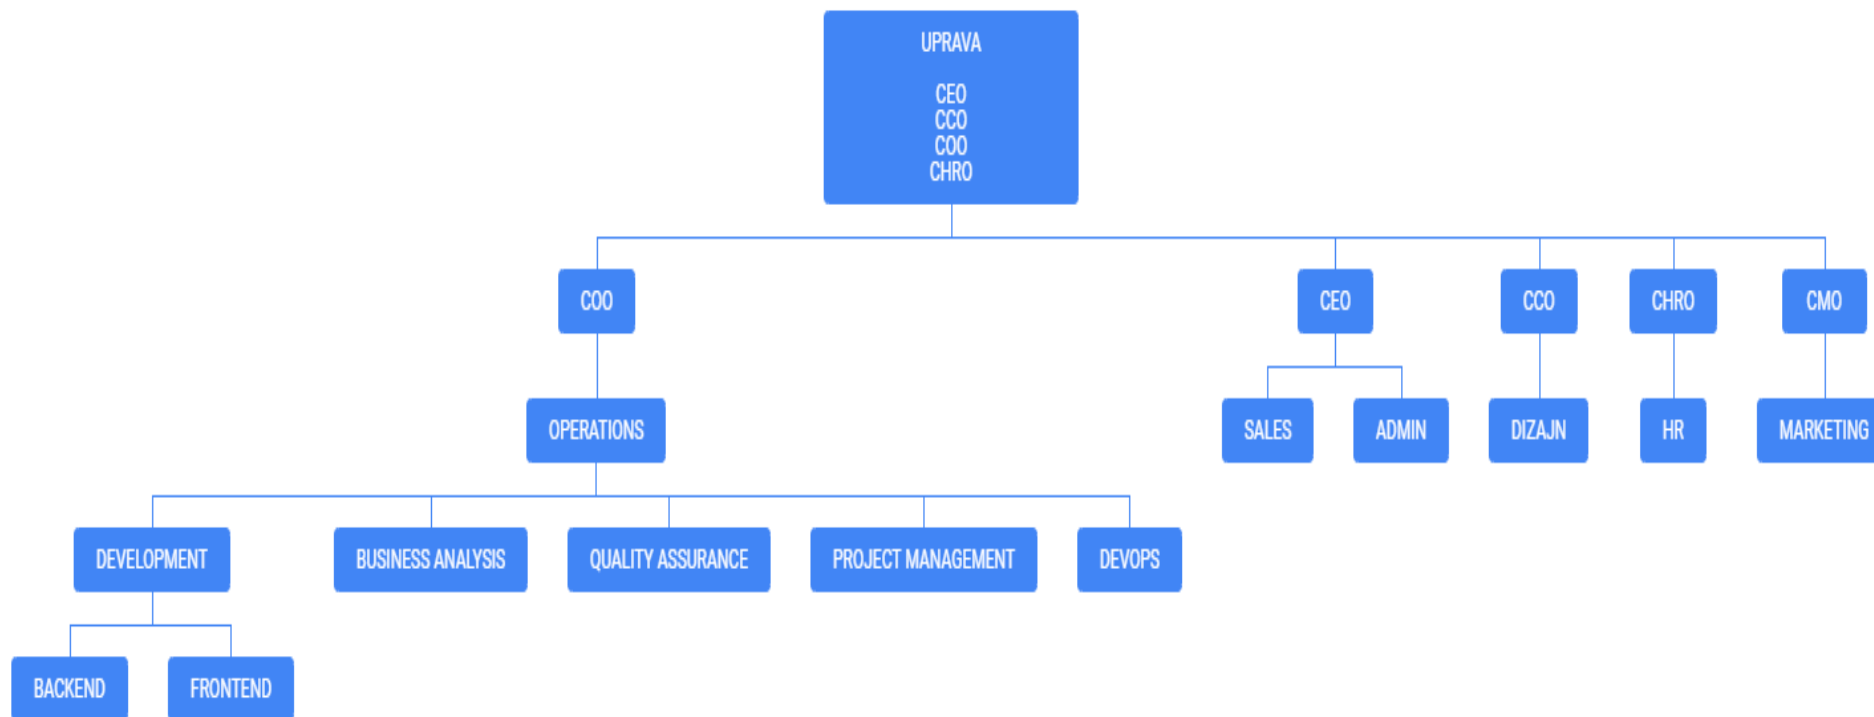 UPRAVA
CEO
CCO
COO
CHRO
COO
CEO
CCO
CHRO
CMO
OPERATIONS
SALES
ADMIN
DIZAJN
HR
MARKETING
DEVELOPMENT
BUSINESS ANALYSIS
QUALITY ASSURANCE
PROJECT MANAGEMENT
DEVOPS
BACKEND
FRONTEND